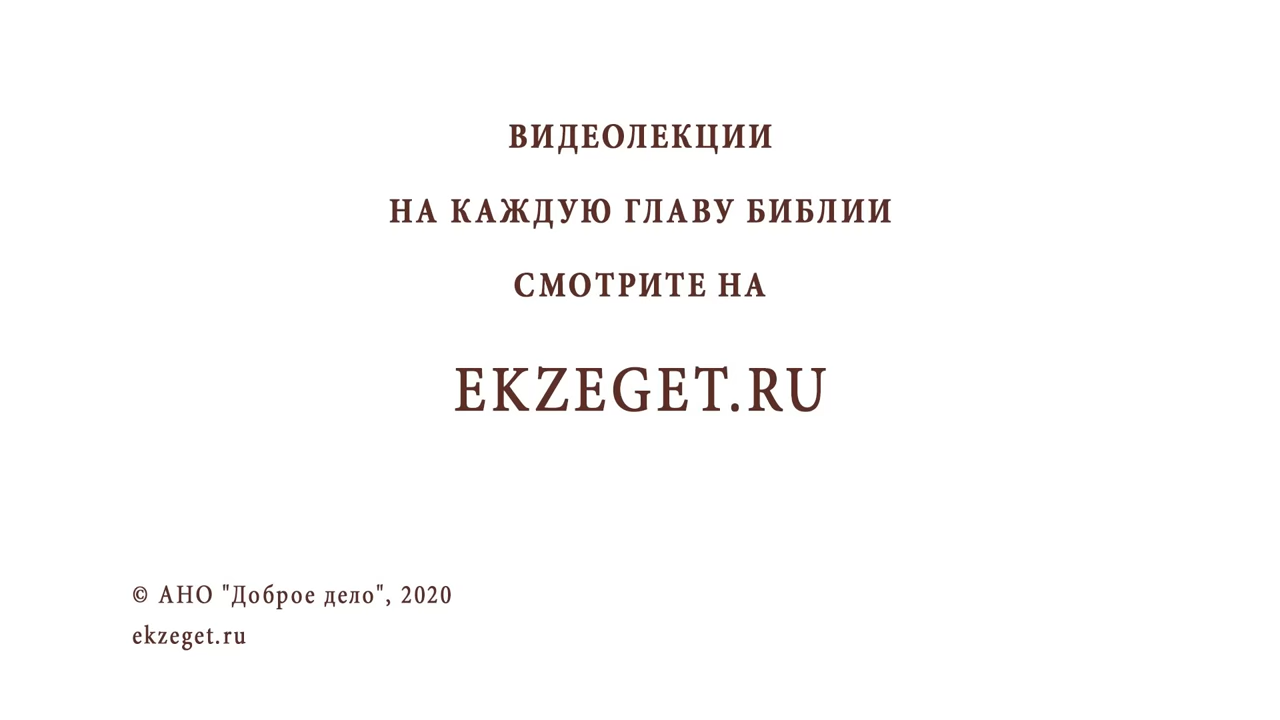 ВИДЕОЛЕКЦИИ
НА КАЖДУЮ ГЛАВУ БИБЛИИ
СМОТРИТЕ НА
EKZEGET.RU
© АНО "Доброе дело", 2020
ekzeget.ru